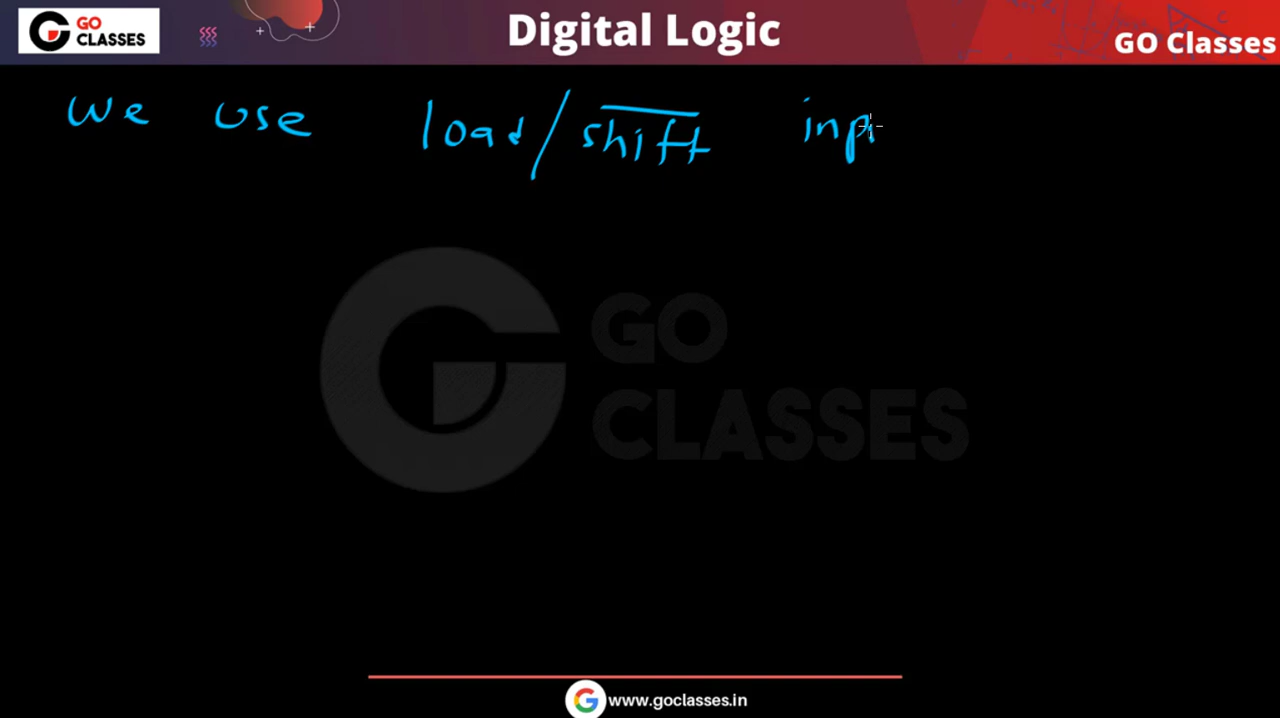 GO CLASSES
Digital Logic
GO Classes
we use load/shift inp
GO CLASSES
www.goclasses.in